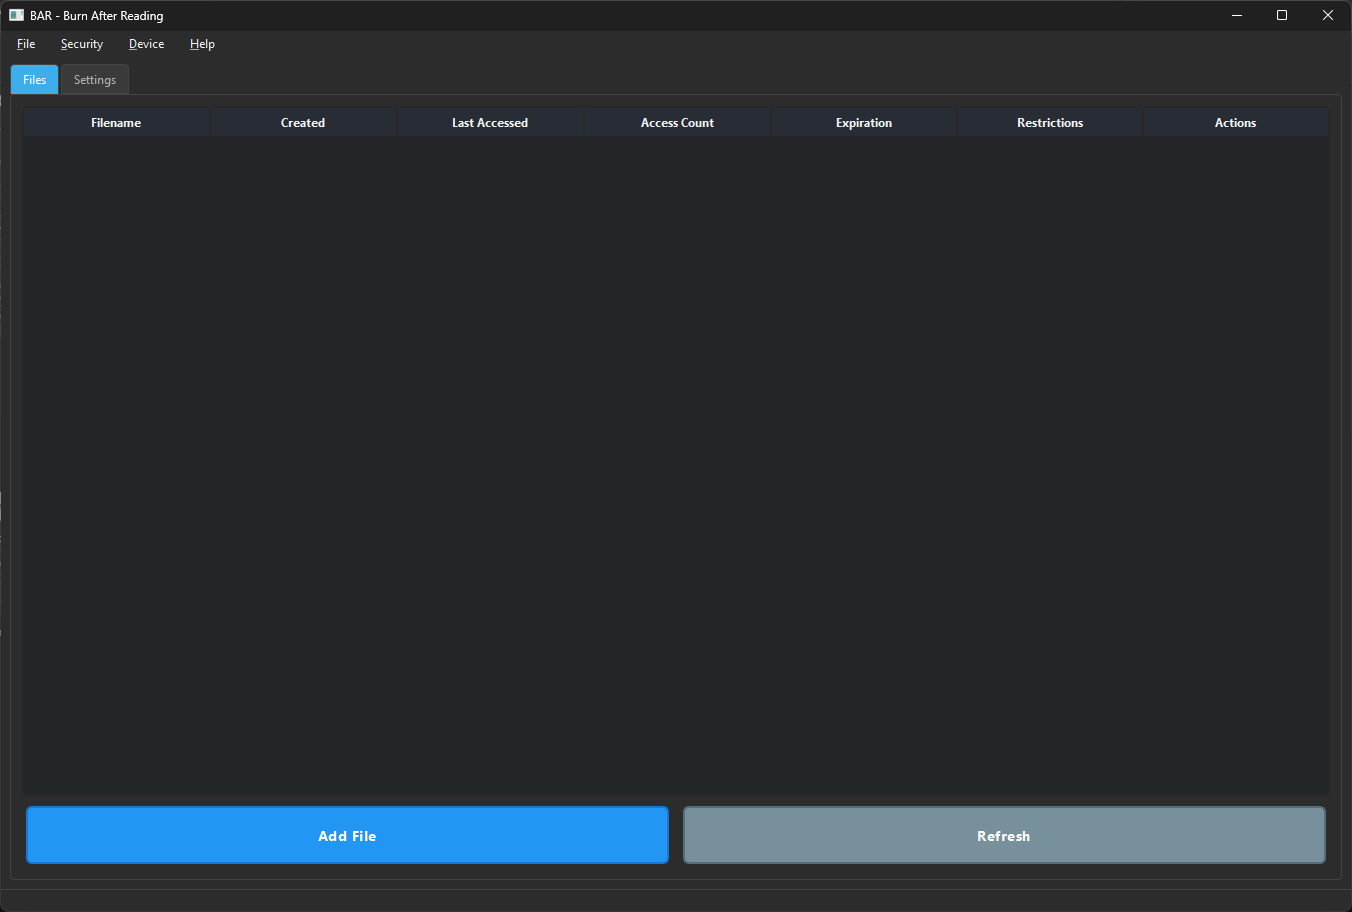 BAR - Burn After Reading
File Security Device Help
Files Settings
Filename Created Last Accessed Access Count Expiration Restrictions Actions
Add File Refresh